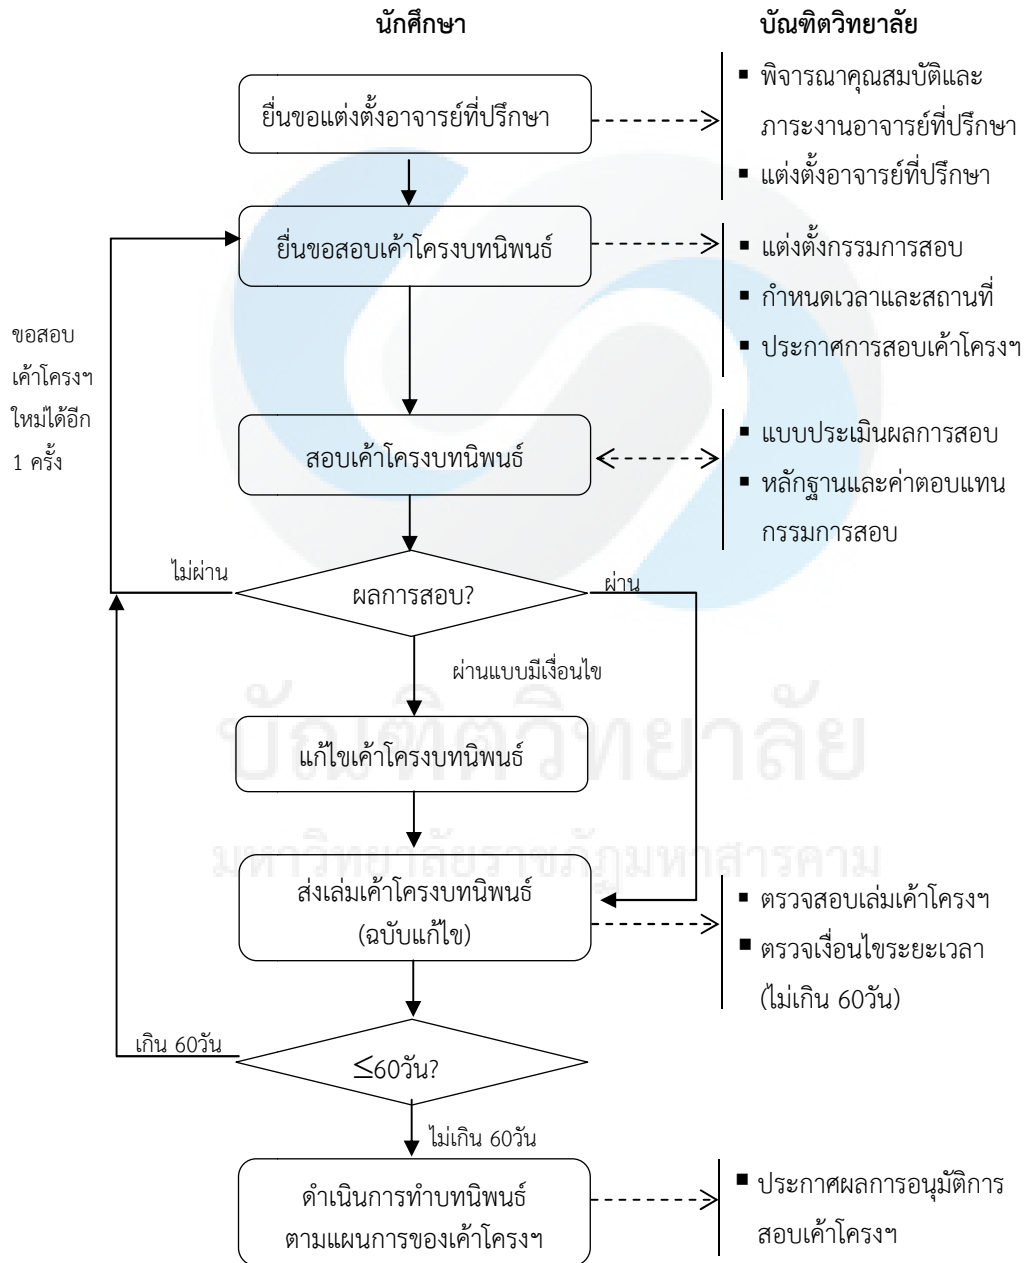 นักศึกษา
บัณฑิตวิทยาลัย
ยื่นขอแต่งตั้งอาจารย์ที่ปรึกษา
▪ พิจารณาคุณสมบัติและ
ภาระงานอาจารย์ที่ปรึกษา
▪ แต่งตั้งอาจารย์ที่ปรึกษา
ยื่นขอสอบเค้าโครงบทนิพนธ์
▪ แต่งตั้งกรรมการสอบ
▪ กำหนดเวลาและสถานที่
▪ ประกาศการสอบเค้าโครงฯ
ขอสอบ
เค้าโครงฯ
ใหม่ได้อีก
1 ครั้ง
สอบเค้าโครงบทนิพนธ์
▪ แบบประเมินผลการสอบ
▪ หลักฐานและค่าตอบแทน
กรรมการสอบ
ไม่ผ่าน
ผลการสอบ?
ผ่าน
ผ่านแบบมีเงื่อนไข
บัณฑิตวิทยาลัย
แก้ไขเค้าโครงบทนิพนธ์
มหาวิทยาลัยราชภัฏมหาสารคาม
ส่งเล่มเค้าโครงบทนิพนธ์
(ฉบับแก้ไข)
▪ ตรวจสอบเล่มเค้าโครงฯ
▪ ตรวจเงื่อนไขระยะเวลา
(ไม่เกิน 60วัน)
เกิน 60วัน
≤60วัน?
ไม่เกิน 60วัน
ดำเนินการทำบทนิพนธ์
ตามแผนการของเค้าโครงฯ
▪ ประกาศผลการอนุมัติการ
สอบเค้าโครงฯ